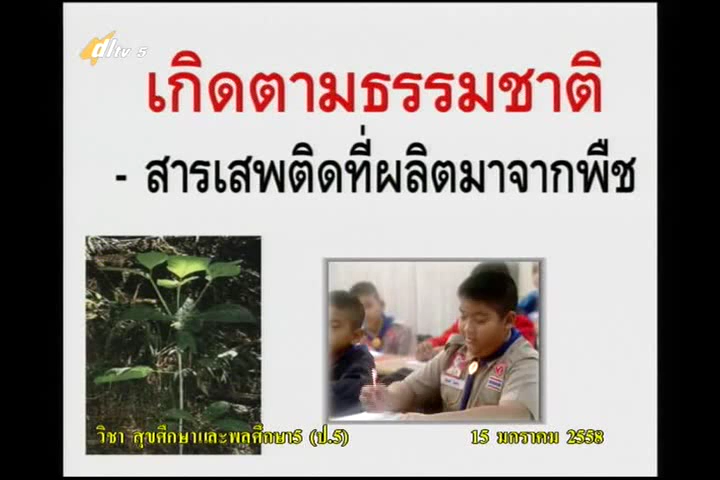 dltv 5
เกิดตามธรรมชาติ
- สารเสพติดที่ผลิตมาจากพืช
วิชา สุขศึกษาและพลศึกษา5 (ป.5)
15 มกราคม 2558